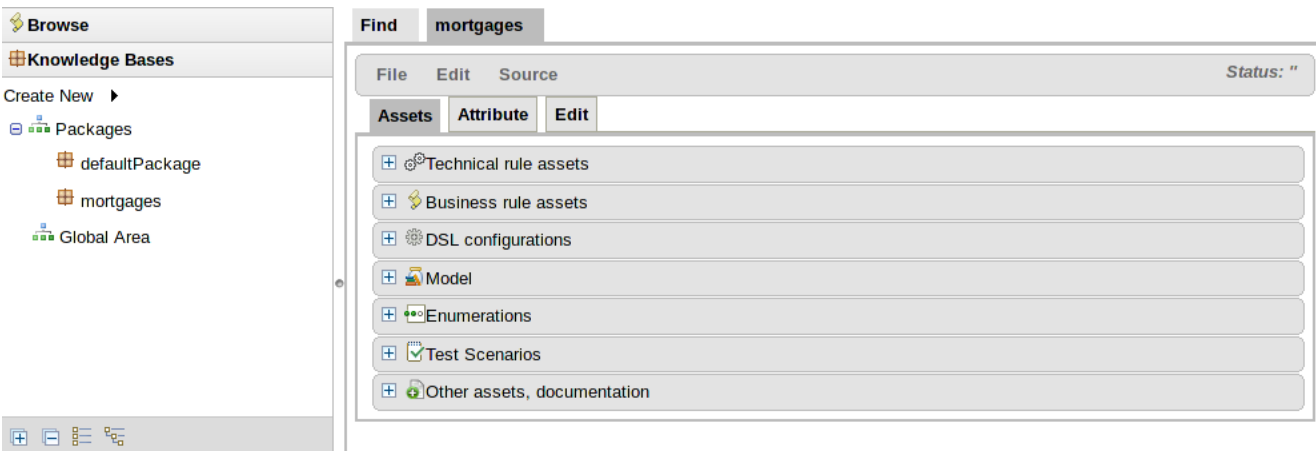 Browse
Knowledge Bases
Create New
Packages
defaultPackage
mortgages
Global Area
Find mortgages
File Edit Source Status: ''
Assets Attribute Edit
Technical rule assets
Business rule assets
DSL configurations
Model
Enumerations
Test Scenarios
Other assets, documentation